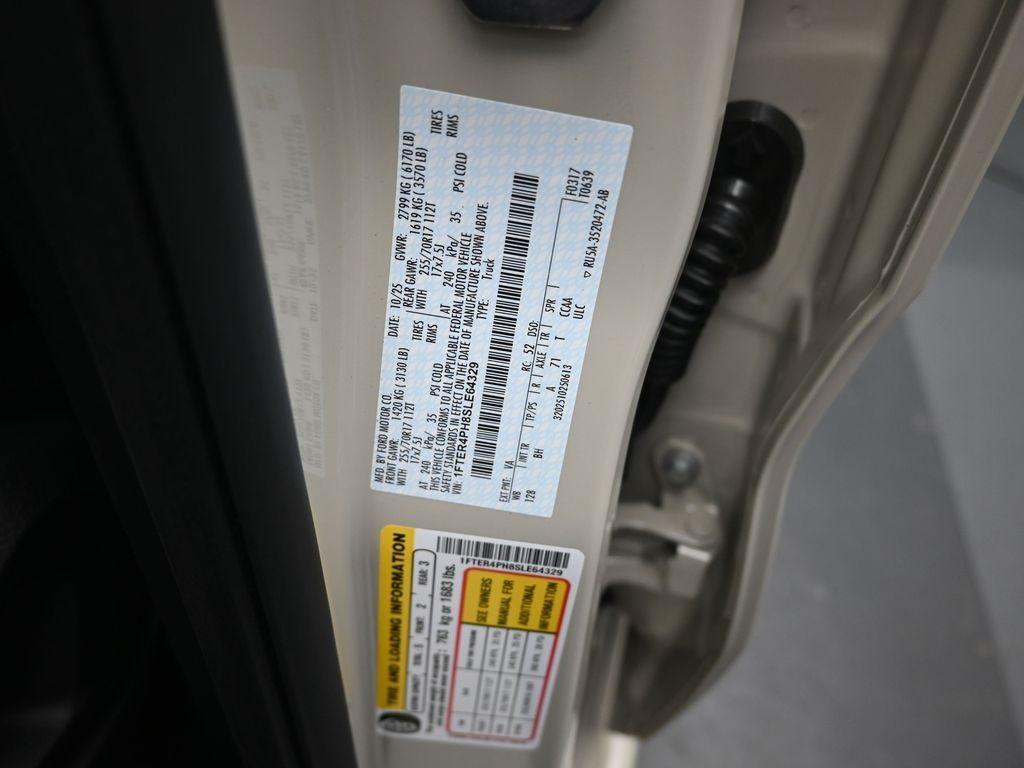 MFD. BY FORD MOTOR CO.
DATE: 10/25 GVWR: 2799 KG ( 6170 LB)
FRONT GAWR: 1420 KG ( 3130 LB) REAR GAWR: 1619 KG ( 3570 LB)
WITH 255/70R17 112T TIRES WITH 255/70R17 112T TIRES
17x7.5J RIMS 17x7.5J RIMS
AT 240 kPa/ 35 PSI COLD AT 240 kPa/ 35 PSI COLD
THIS VEHICLE CONFORMS TO ALL APPLICABLE FEDERAL MOTOR VEHICLE
SAFETY STANDARDS IN EFFECT ON THE DATE OF MANUFACTURE SHOWN ABOVE.
VIN: 1FTER4PH8SLE64329 TYPE: Truck
EXT PNT: VA RC: 52 DSO: F0317
WB INT TR TP/PS R AXLE TR SPR T0639
128 BH A 71 T CCAA
320251025O613 ULC
RU5A-3520472-AB
TIRE AND LOADING INFORMATION
SEATING CAPACITY TOTAL: 5 FRONT: 2 REAR: 3
763 kg or 1683 lbs.
SEE OWNERS
MANUAL FOR
ADDITIONAL
INFORMATION
1FTER4PH8SLE64329